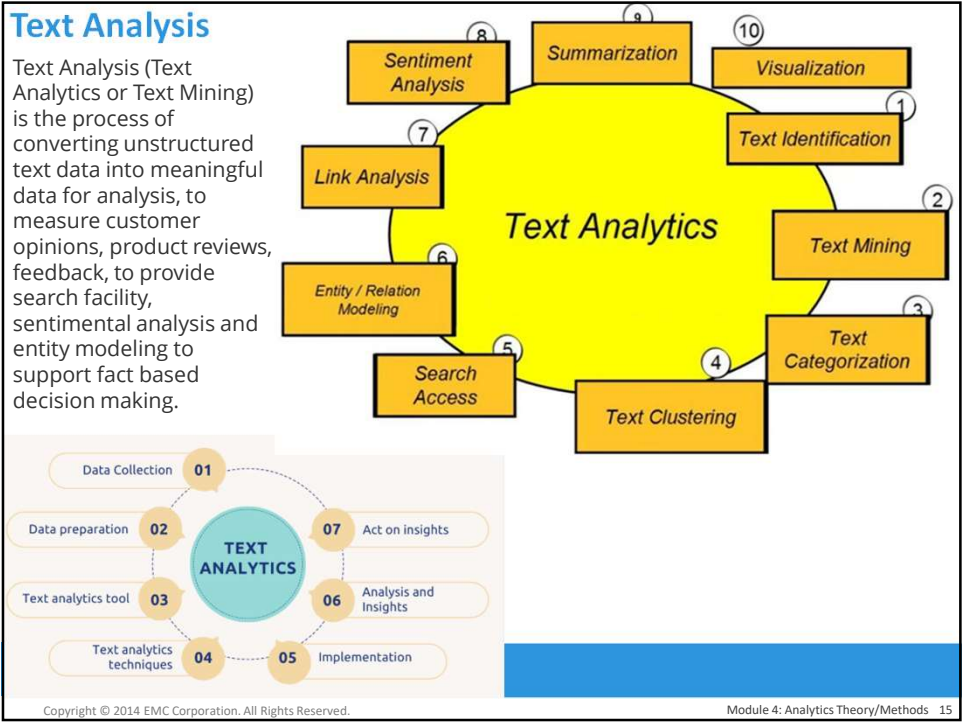 Text Analysis
Text Analysis (Text
Analytics or Text Mining)
is the process of
converting unstructured
text data into meaningful
data for analysis, to
measure customer
opinions, product reviews,
feedback, to provide
search facility,
sentimental analysis and
entity modeling to
support fact based
decision making.
Text Analytics
1
Text Identification
2
Text Mining
3
Text
Categorization
4
Text Clustering
5
Search
Access
6
Entity / Relation
Modeling
7
Link Analysis
8
Sentiment
Analysis
9
Summarization
10
Visualization
TEXT
ANALYTICS
Data Collection 01
Data preparation 02
Text analytics tool 03
Text analytics
techniques 04
05 Implementation
06 Analysis and
Insights
07 Act on insights
Copyright © 2014 EMC Corporation. All Rights Reserved.
Module 4: Analytics Theory/Methods 15